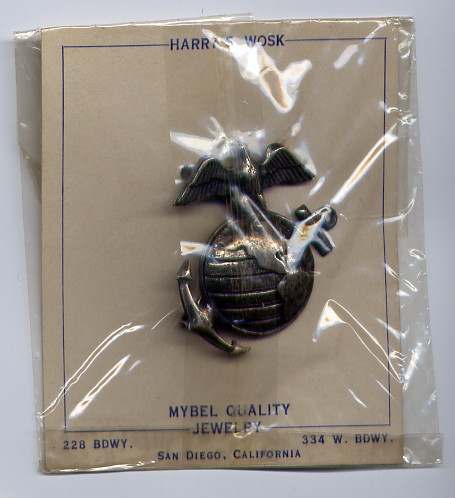 HARRY S. WOSK
MYBEL QUALITY
JEWELRY
228 BDWY.
334 W. BDWY.
SAN DIEGO, CALIFORNIA